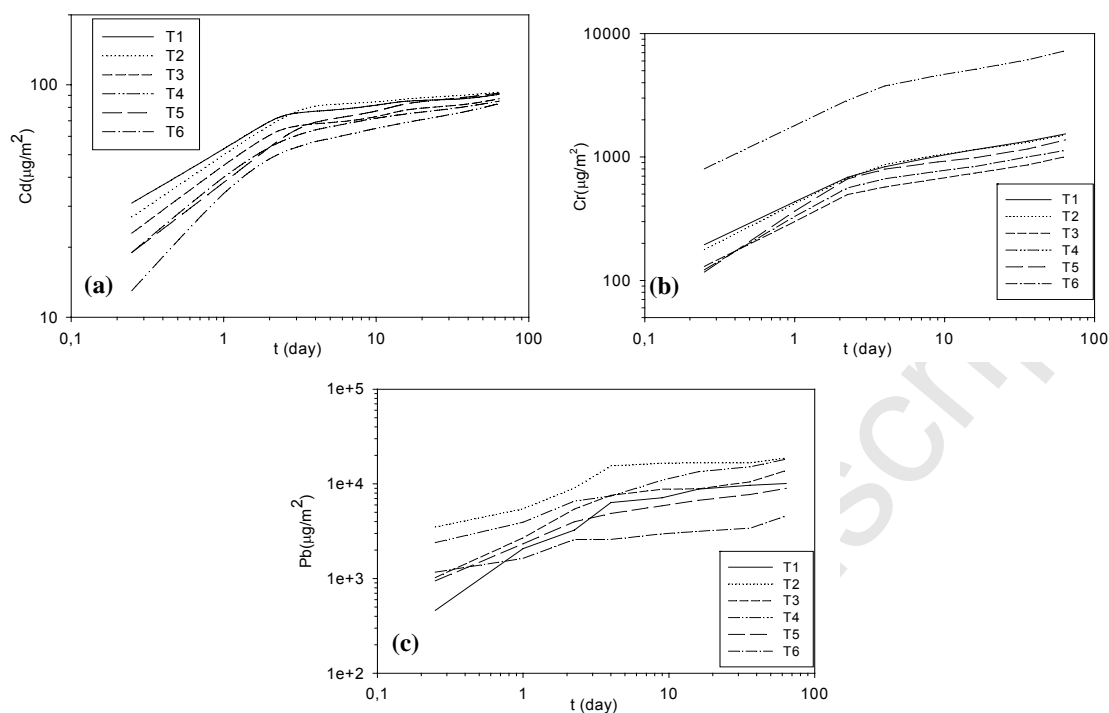 T1
T2
T3
T4
T5
T6
100
10
Cd(µg/m²)
(a)
0,1 1 10 100
t (day)
10000
1000
100
Cr(µg/m²)
(b)
T1
T2
T3
T4
T5
T6
0,1 1 10 100
t (day)
1e+5
1e+4
1e+3
1e+2
Pb(µg/m²)
(c)
T1
T2
T3
T4
T5
T6
0,1 1 10 100
t (day)